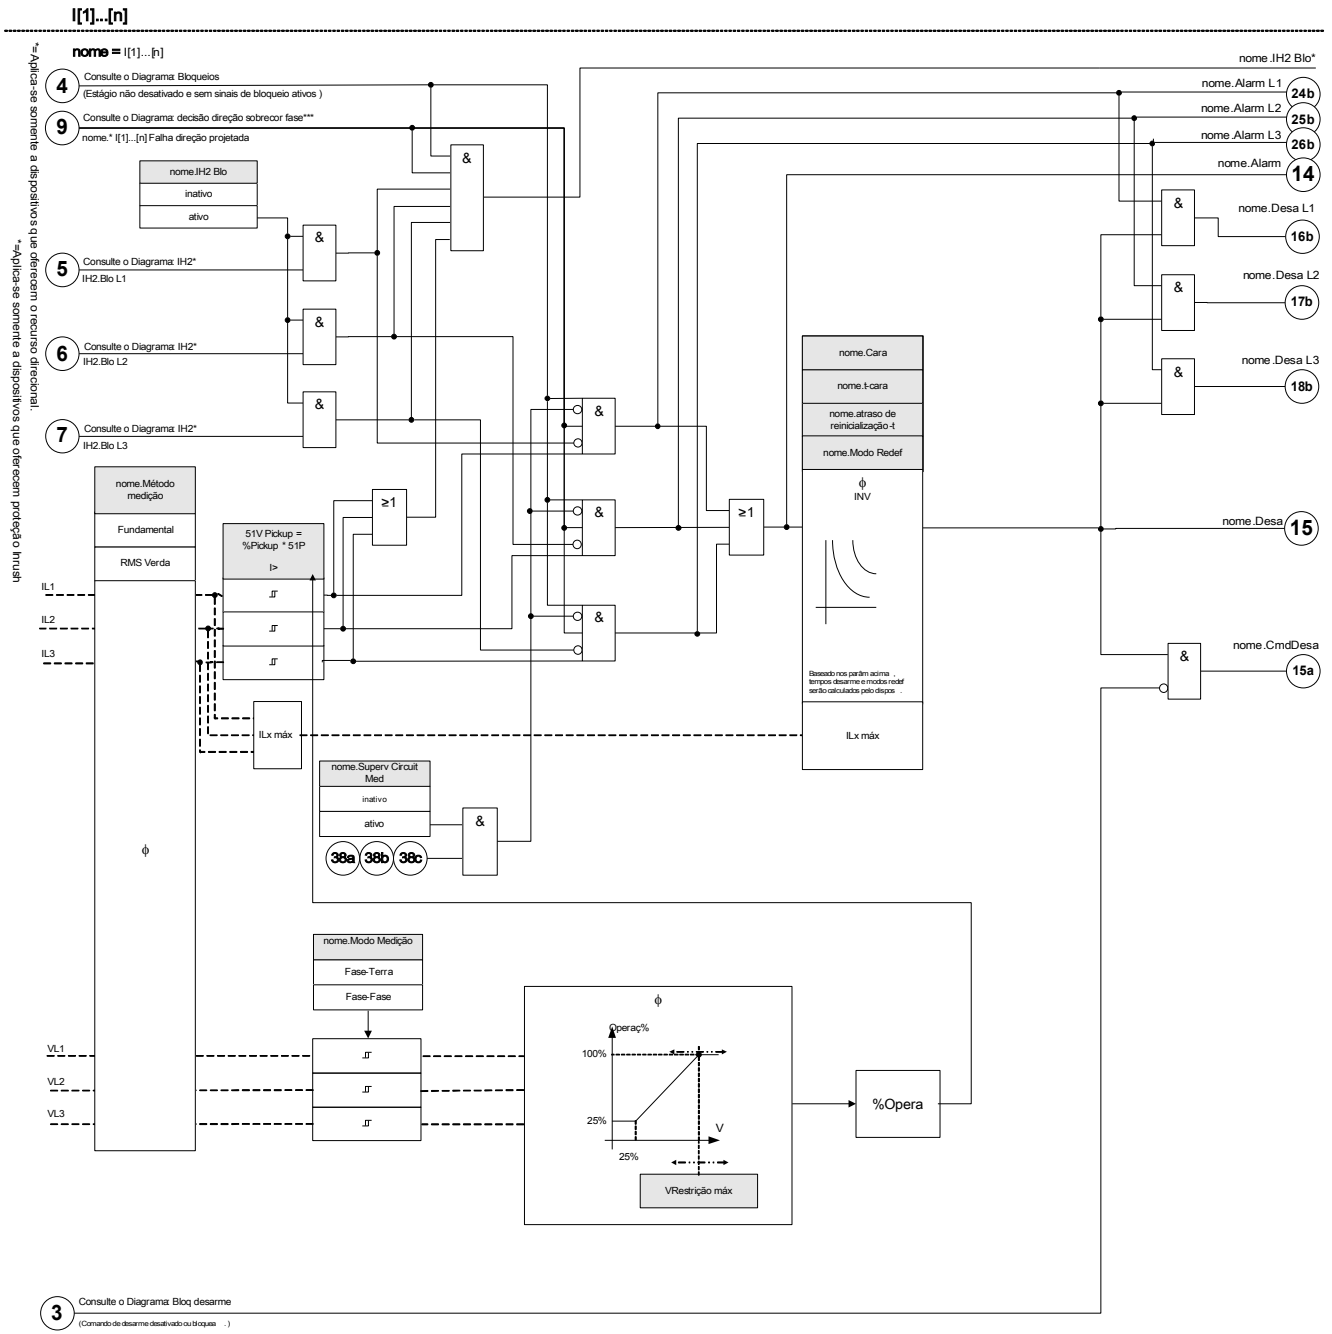 I[1]...[n]
nome = I[1]...[n]
*=Aplica-se somente a dispositivos que oferecem o recurso direcional.
*=Aplica-se somente a dispositivos que oferecem proteção Inrush
4
Consulte o Diagrama: Bloqueios
(Estágio não desativado e sem sinais de bloqueio ativos )
9
Consulte o Diagrama: decisão direção sobrecor fase***
nome.* I[1]...[n] Falha direção projetada
nome.IH2 Blo
inativo
ativo
&
&
5
Consulte o Diagrama: IH2*
IH2.Blo L1
&
6
Consulte o Diagrama: IH2*
IH2.Blo L2
&
7
Consulte o Diagrama: IH2*
IH2.Blo L3
nome.IH2 Blo*
nome.Alarm L1
24b
nome.Alarm L2
25b
nome.Alarm L3
26b
nome.Alarm
14
&
nome.Desa L1
16b
&
nome.Desa L2
17b
&
nome.Desa L3
18b
&
&
&
≥1
≥1
nome.Cara
nome.t-cara
nome.atraso de
reinicialização -t
nome.Modo Redef
ϕ
INV
Baseado nos parâm acima ,
tempos desarme e modos redef
serão calculados pelo dispos .
ILx máx
nome.Desa
15
&
nome.CmdDesa
15a
nome.Método
medição
Fundamental
RMS Verda
ϕ
51V Pickup =
%Pickup * 51P
I>
IL1
IL2
IL3
ILx máx
nome.Superv Circuit
Med
inativo
ativo
&
38a
38b
38c
nome.Modo Medição
Fase-Terra
Fase-Fase
VL1
VL2
VL3
ϕ
Operaç%
100%
25%
V
25%
VRestrição máx
%Opera
3
Consulte o Diagrama: Bloq desarme
(Comando de desarme desativado ou bloquea .)